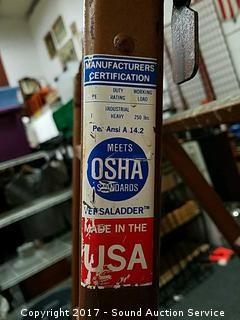 MANUFACTURERS
CERTIFICATION
DUTY RATING WORKING LOAD
INDUSTRIAL HEAVY 250 lbs
Per Ansi A 14.2
MEETS
OSHA
STANDARDS
VERSALADDER™
MADE IN THE
USA
Copyright 2017 - Sound Auction Service